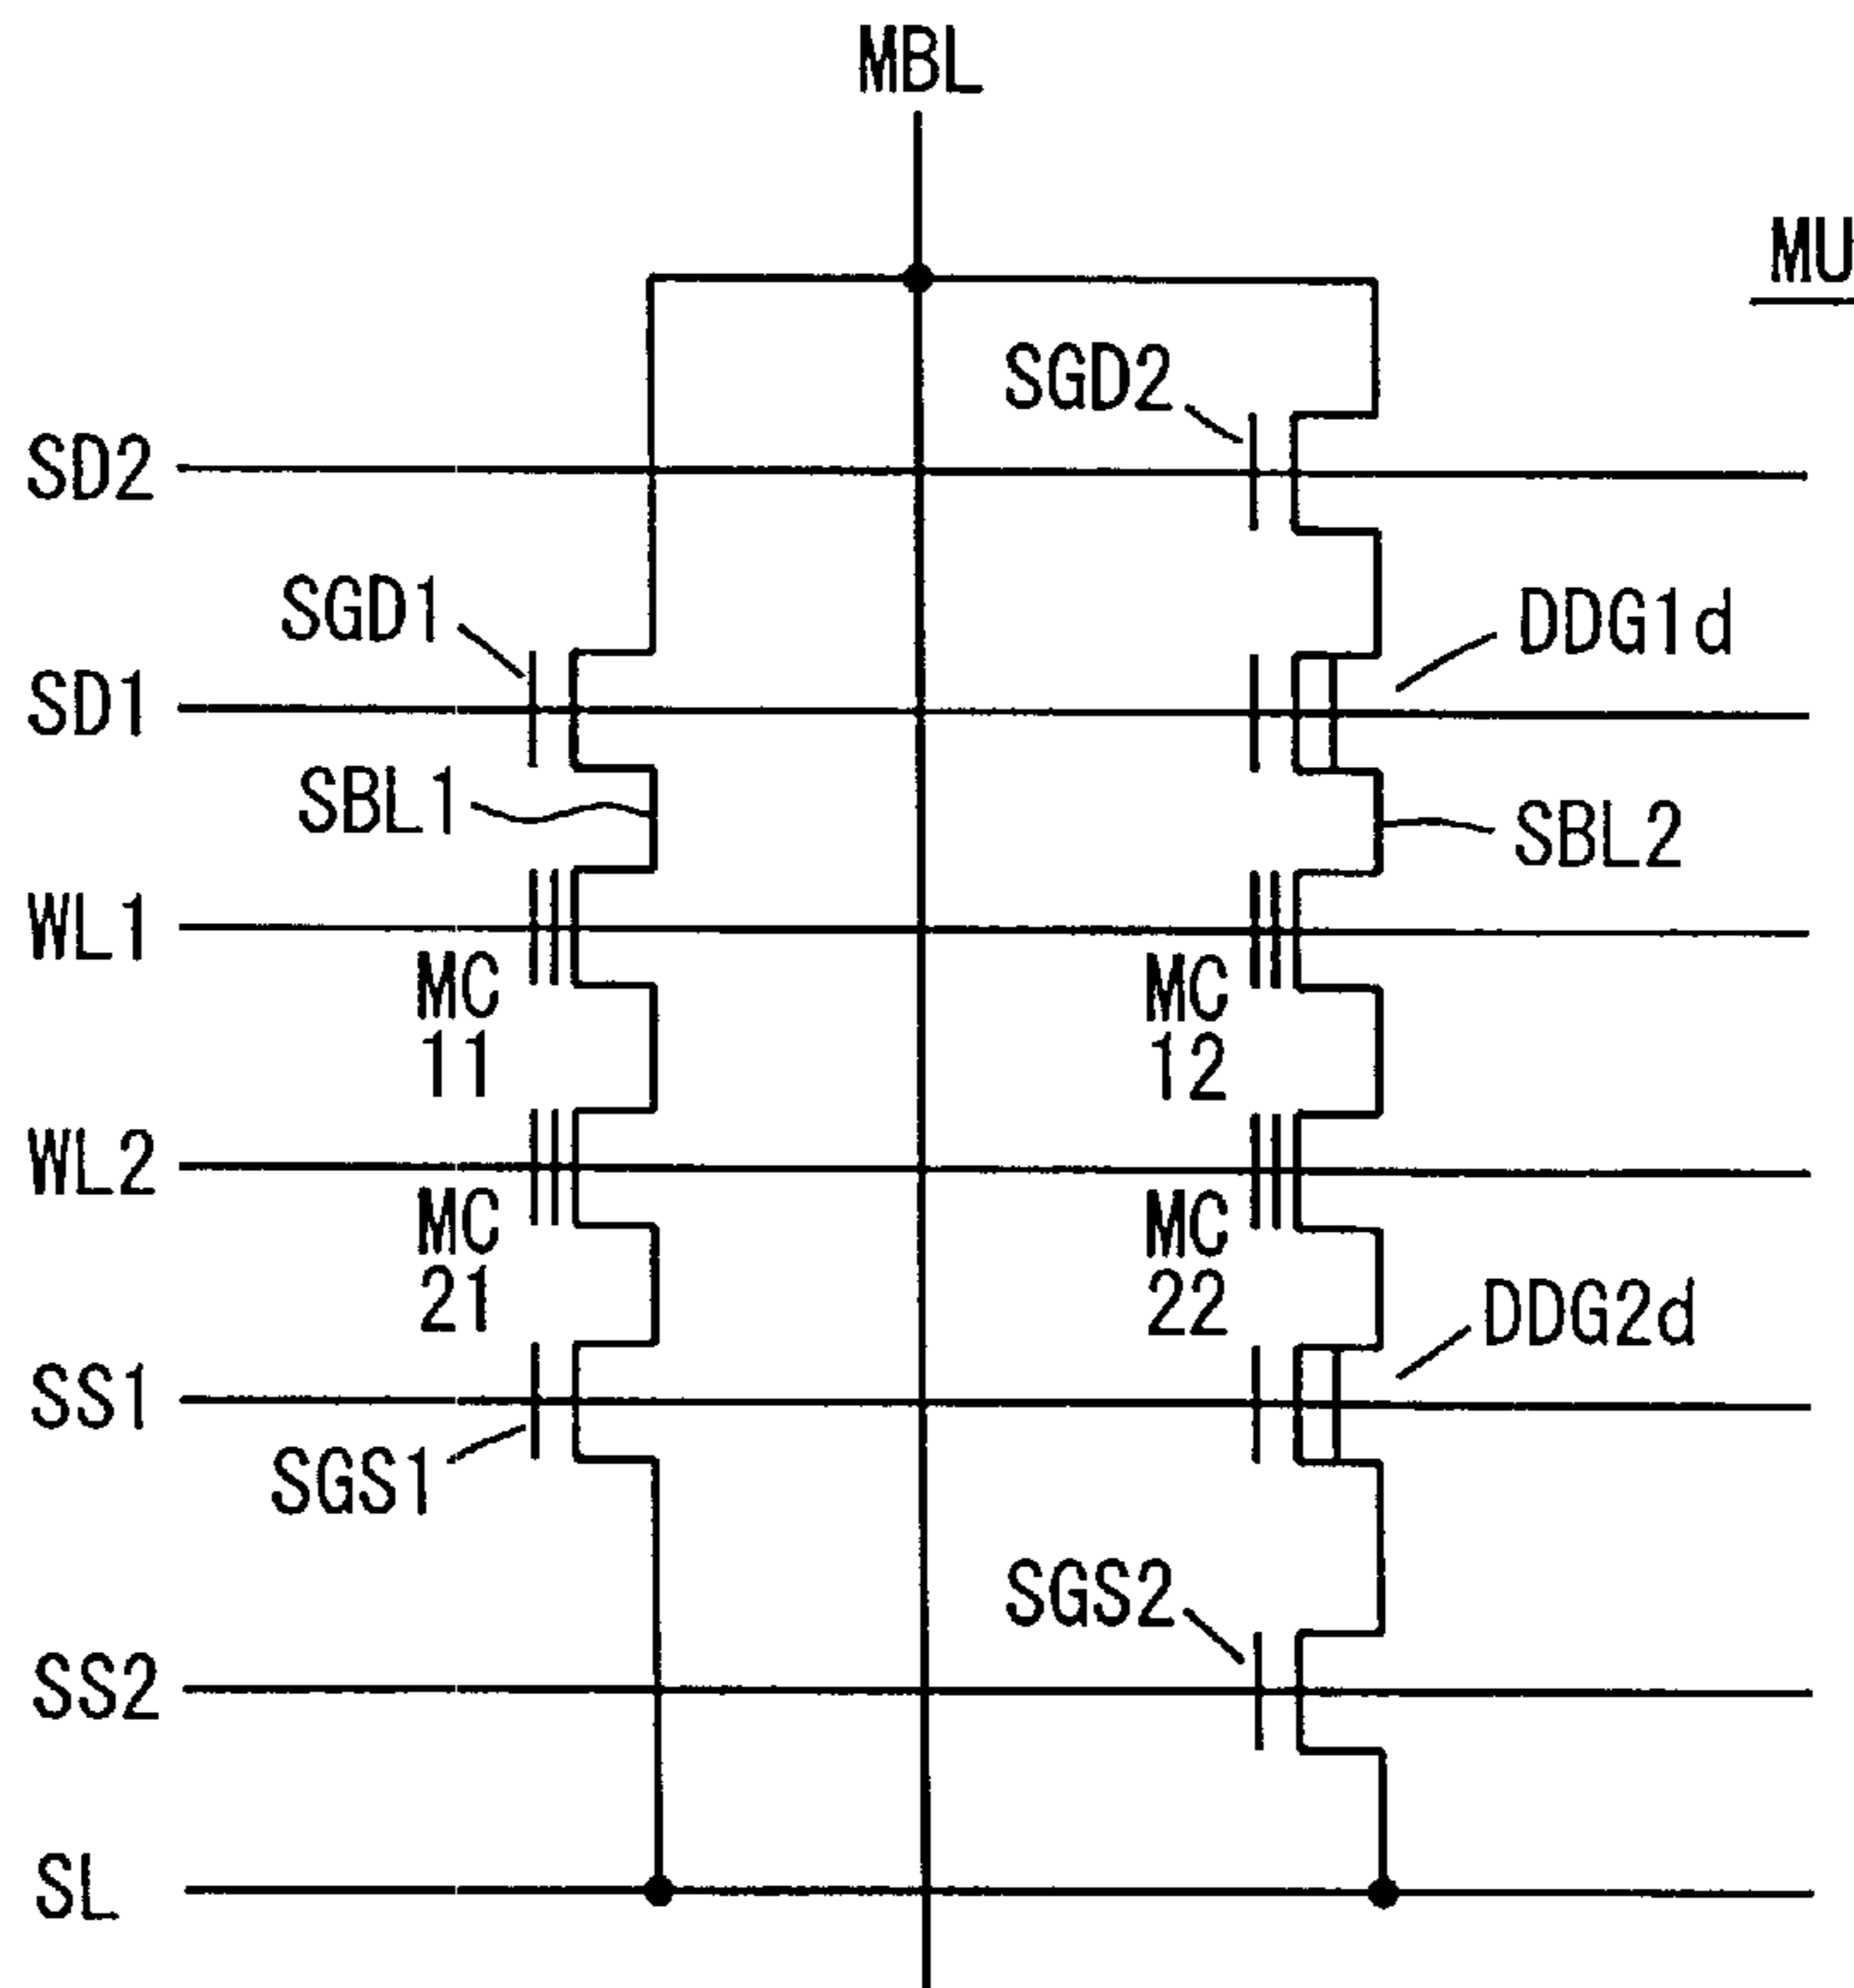 MBL
MU
SGD2
SD2
SGD1
DDG1d
SD1
SBL1
SBL2
WL1
MC
11
MC
12
WL2
MC
21
MC
22
DDG2d
SS1
SGS1
SGS2
SS2
SL